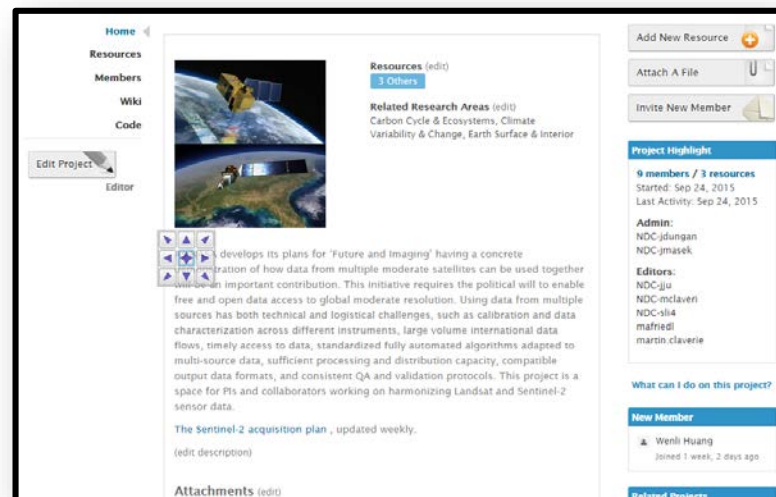 Home
Resources
Members
Wiki
Code
Edit Project
Editor
Resources (edit)
3 Others
Related Research Areas (edit)
Carbon Cycle & Ecosystems, Climate
Variability & Change, Earth Surface & Interior
develops its plans for 'Future and Imaging' having a concrete
of how data from multiple moderate satellites can be used together
an important contribution. This initiative requires the political will to enable
free and open data access to global moderate resolution. Using data from multiple
sources has both technical and logistical challenges, such as calibration and data
characterization across different instruments, large volume international data
flows, timely access to data, standardized fully automated algorithms adapted to
multi-source data, sufficient processing and distribution capacity, compatible
output data formats, and consistent QA and validation protocols. This project is a
space for PIs and collaborators working on harmonizing Landsat and Sentinel-2
sensor data.
The Sentinel-2 acquisition plan , updated weekly.
(edit description)
Attachments (edit)
Add New Resource
Attach A File
Invite New Member
Project Highlight
9 members / 3 resources
Started: Sep 24, 2015
Last Activity: Sep 24, 2015
Admin:
NDC-jdungan
NDC-jmasek
Editors:
NDC-jju
NDC-mclaveri
NDC-sli4
mafriedl
martin.claverie
What can I do on this project?
New Member
Wenli Huang
Joined 1 week, 2 days ago
Related Projects